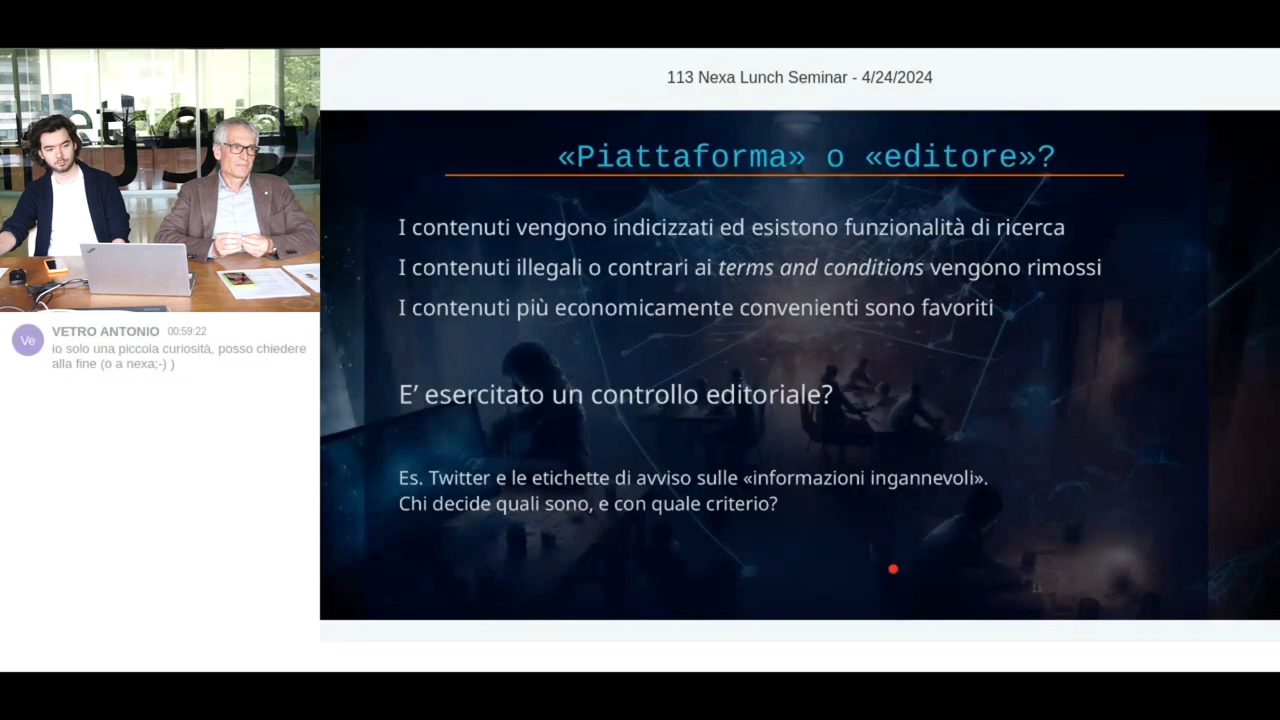 113 Nexa Lunch Seminar - 4/24/2024
«Piattaforma» o «editore»?
I contenuti vengono indicizzati ed esistono funzionalità di ricerca
I contenuti illegali o contrari ai terms and conditions vengono rimossi
I contenuti più economicamente convenienti sono favoriti
E’ esercitato un controllo editoriale?
Es. Twitter e le etichette di avviso sulle «informazioni ingannevoli».
Chi decide quali sono, e con quale criterio?
Ve
VETRO ANTONIO 00:59:22
io solo una piccola curiosità, posso chiedere
alla fine (o a nexa;-) )